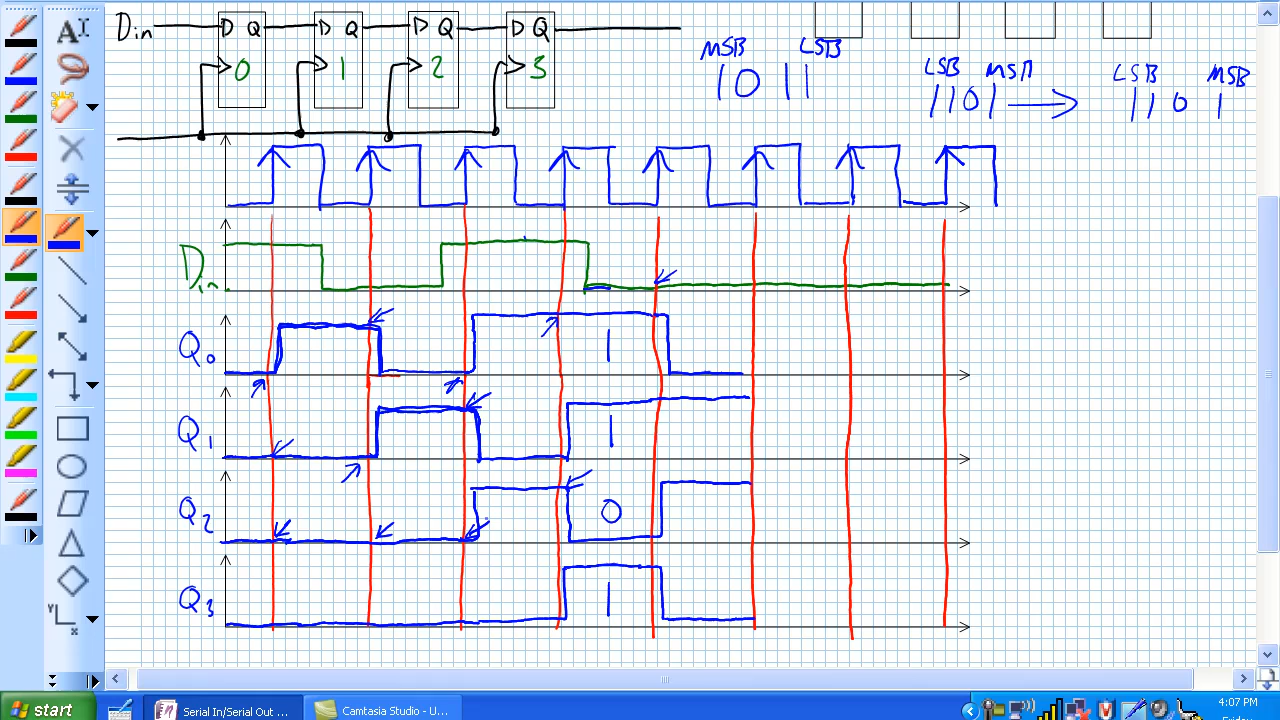 Din D Q D Q D Q D Q
0 1 2 3
MSB LSB
1011
LSB MSB
1101
LSB MSB
1101
Din
Q0
1
Q1
1
Q2
0
Q3
1
start
Serial In/Serial Out ...
Camtasia Studio - U...
4:07 PM
Friday